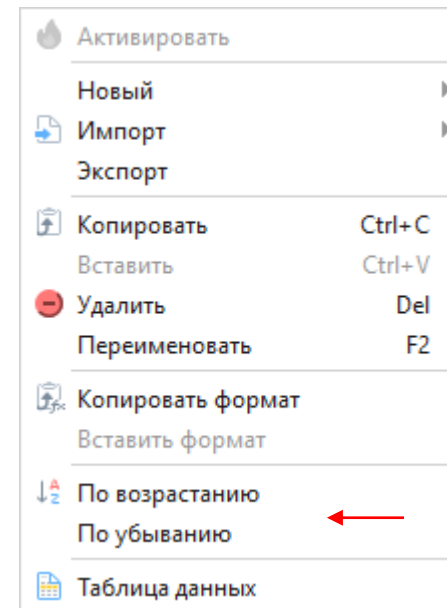 Активировать
Новый
Импорт
Экспорт
Копировать Ctrl+C
Вставить Ctrl+V
Удалить Del
Переименовать F2
Копировать формат
Вставить формат
По возрастанию
По убыванию
Таблица данных